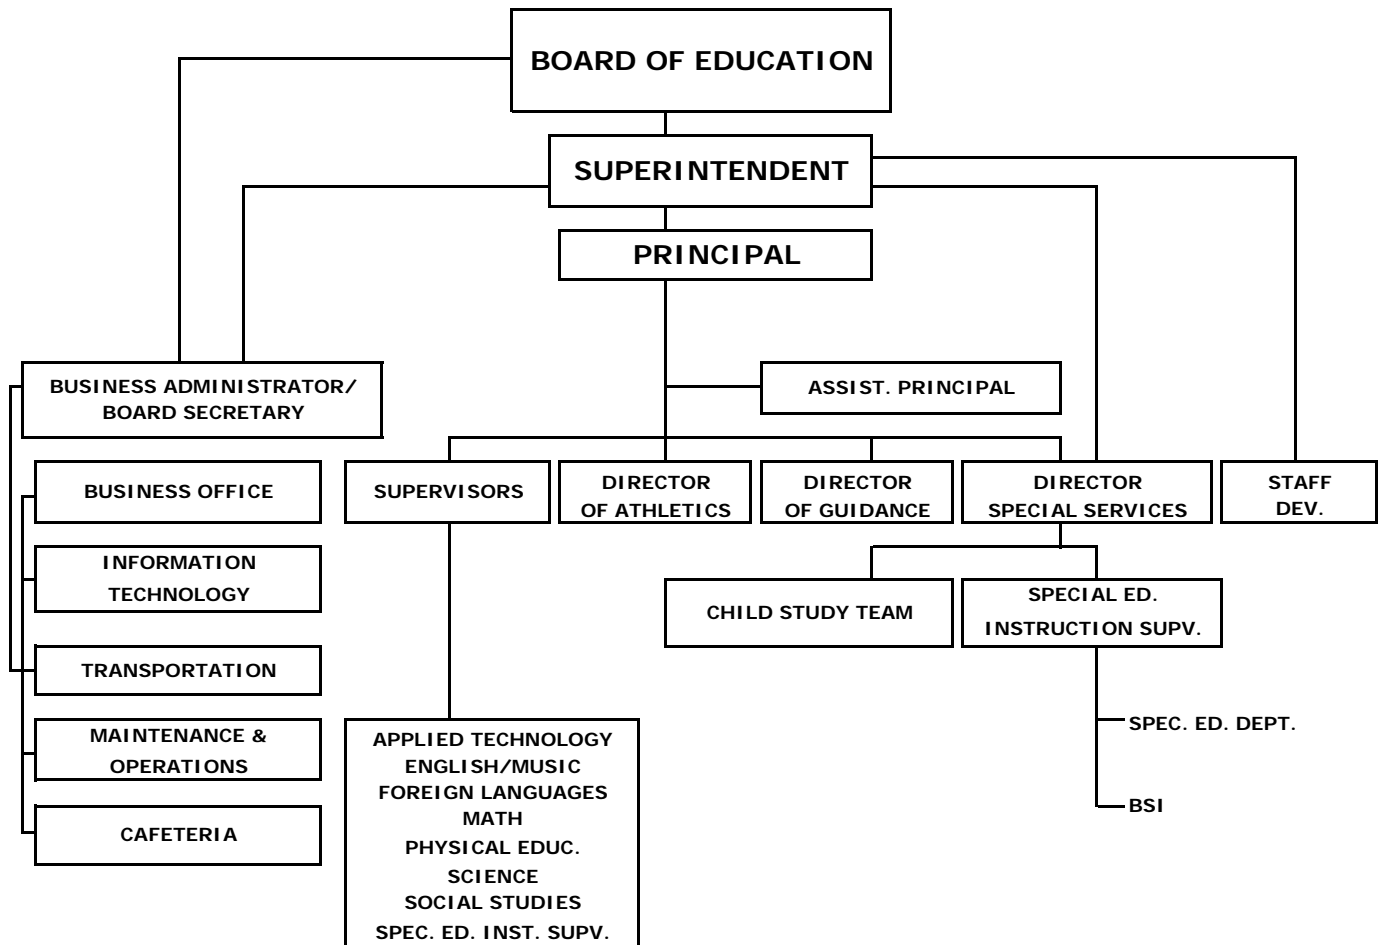 BOARD OF EDUCATION
SUPERINTENDENT
PRINCIPAL
BUSINESS ADMINISTRATOR/
BOARD SECRETARY
ASSIST. PRINCIPAL
BUSINESS OFFICE
SUPERVISORS
DIRECTOR
OF ATHLETICS
DIRECTOR
OF GUIDANCE
DIRECTOR
SPECIAL SERVICES
STAFF
DEV.
INFORMATION
TECHNOLOGY
CHILD STUDY TEAM
SPECIAL ED.
INSTRUCTION SUPV.
TRANSPORTATION
MAINTENANCE &
OPERATIONS
CAFETERIA
APPLIED TECHNOLOGY
ENGLISH/MUSIC
FOREIGN LANGUAGES
MATH
PHYSICAL EDUC.
SCIENCE
SOCIAL STUDIES
SPEC. ED. INST. SUPV.
SPEC. ED. DEPT.
BSI